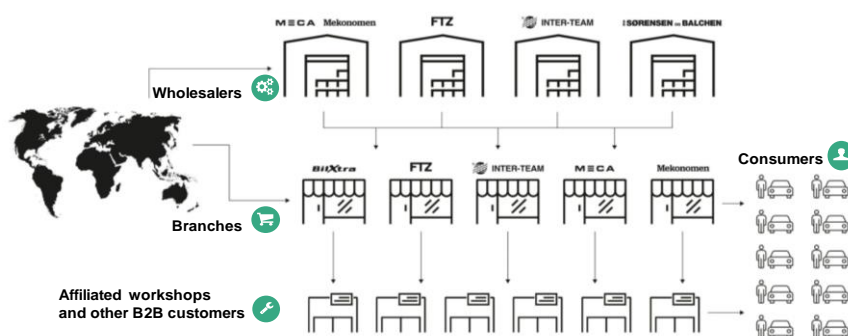 MECA Mekonomen
FTZ
INTER-TEAM
SØRENSEN OG BALCHEN
Wholesalers
Consumers
BilXtra
FTZ
INTER-TEAM
MECA
Mekonomen
Branches
Affiliated workshops
and other B2B customers